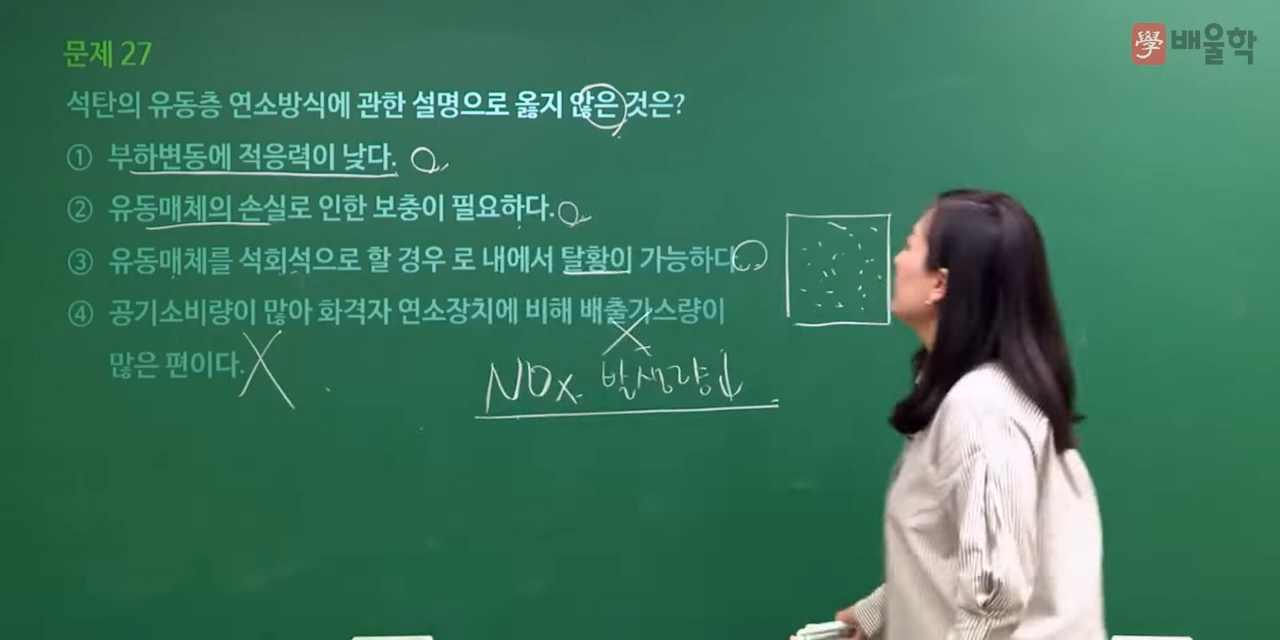 學 배울학
문제 27
석탄의 유동층 연소방식에 관한 설명으로 옳지 않은 것은?
① 부하변동에 적응력이 낮다.
② 유동매체의 손실로 인한 보충이 필요하다.
③ 유동매체를 석회석으로 할 경우 로 내에서 탈황이 가능하다
④ 공기소비량이 많아 화격자 연소장치에 비해 배출가스량이
많은 편이다.
NOx 발생량↓